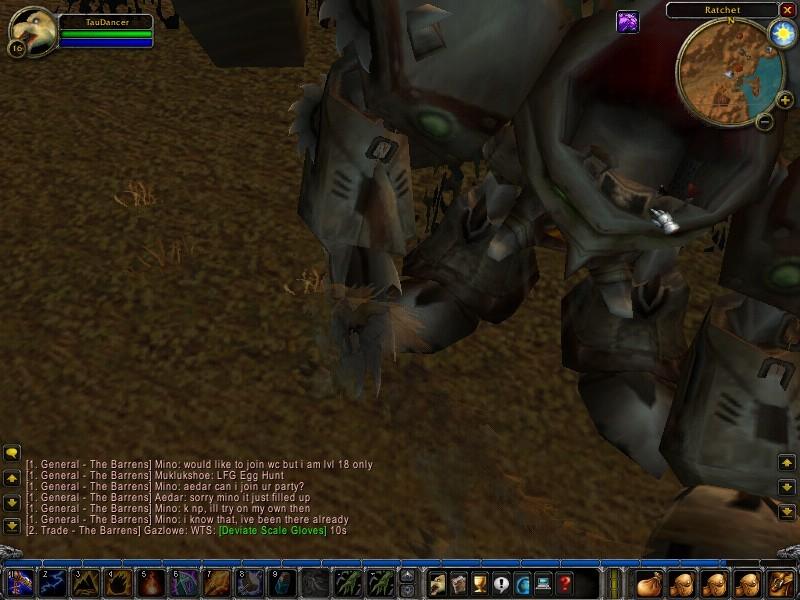 TauDancer
16
Ratchet
N
[1. General - The Barrens] Mino: would like to join wc but i am lvl 18 only
[1. General - The Barrens] Muklukshoe: LFG Egg Hunt
[1. General - The Barrens] Mino: aedar can i join ur party?
[1. General - The Barrens] Aedar: sorry mino it just filled up
[1. General - The Barrens] Mino: k np, ill try on my own then
[1. General - The Barrens] Mino: i know that, ive been there already
[2. Trade - The Barrens] Gazlowe: WTS: [Deviate Scale Gloves] 10s
1 2 3 4 5 6 7 8 9